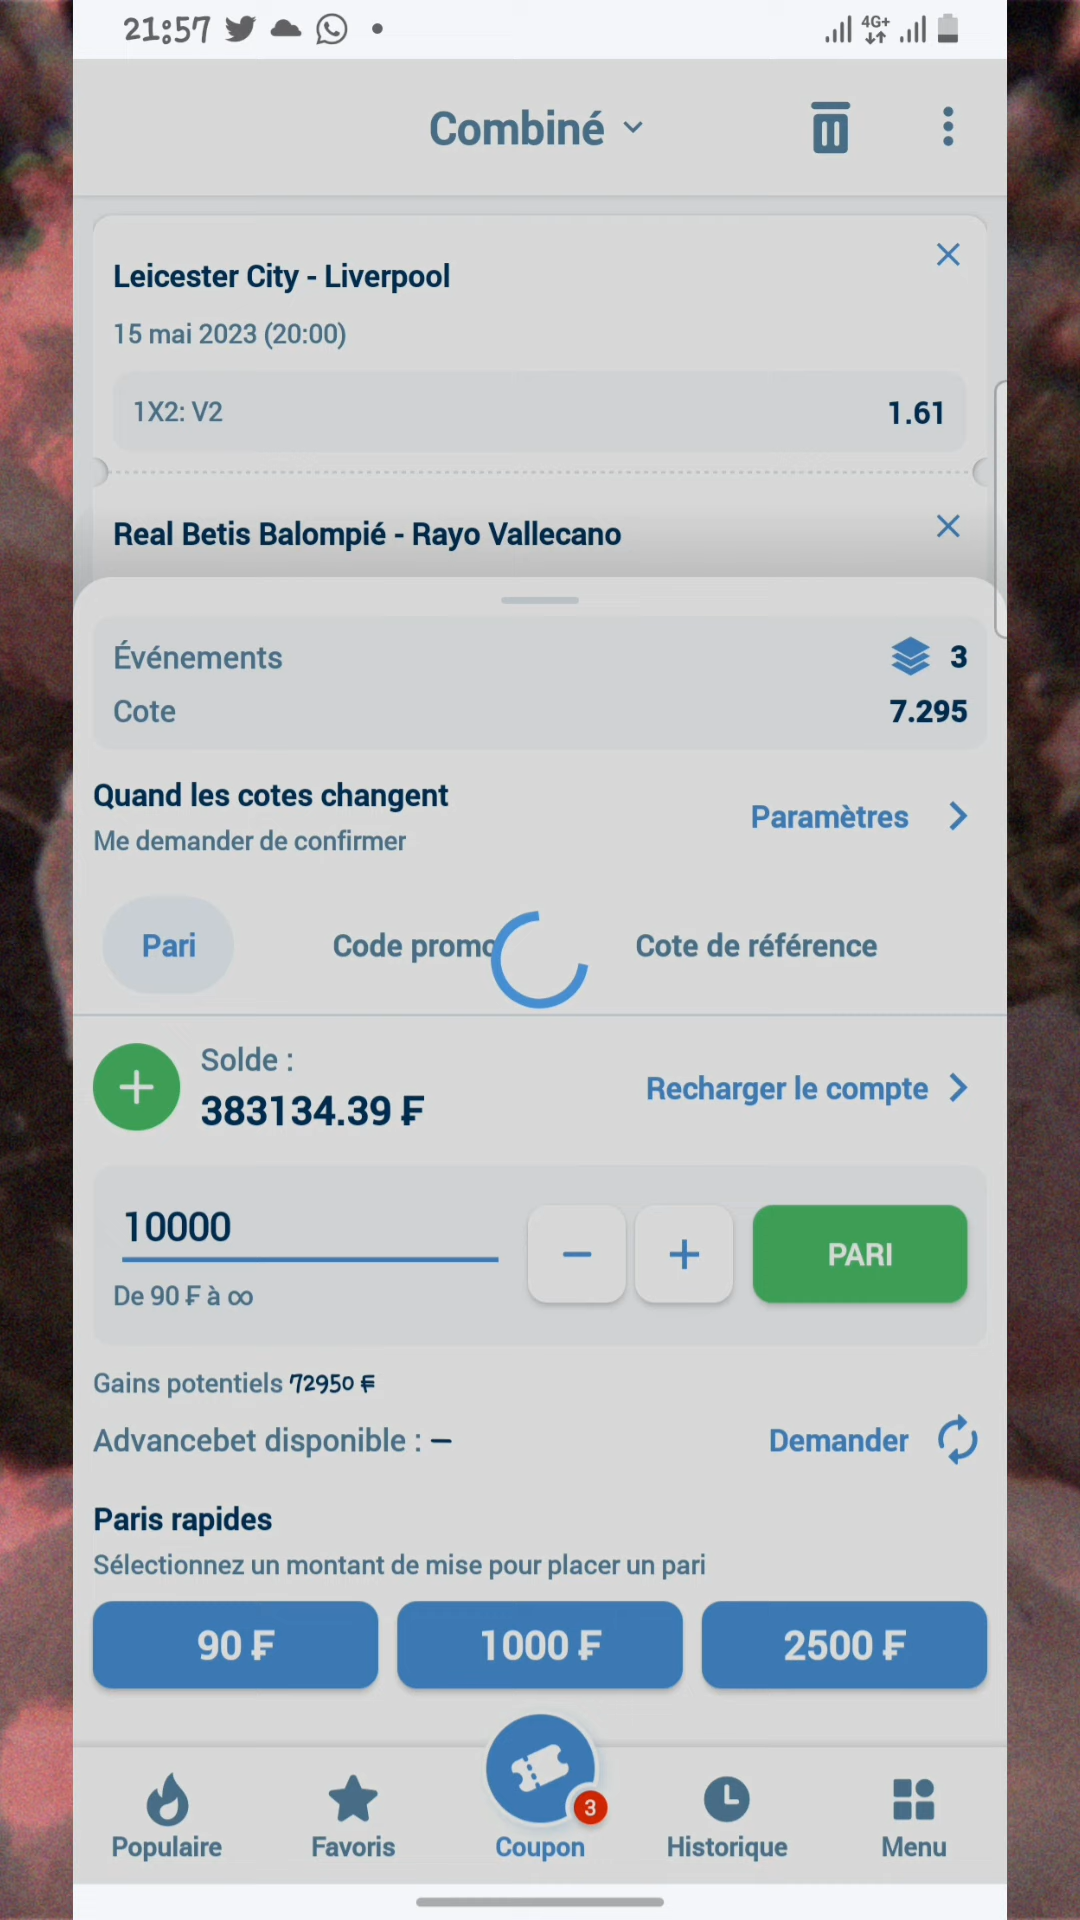 21:57
4G+
Combiné
Leicester City - Liverpool
15 mai 2023 (20:00)
1X2: V2 1.61
Real Betis Balompié - Rayo Vallecano
Événements 3
Cote 7.295
Quand les cotes changent
Me demander de confirmer
Paramètres
Pari Code promo Cote de référence
Solde :
383134.39 ₣
Recharger le compte
10000
De 90 ₣ à ∞
PARI
Gains potentiels 72950 ₣
Advancebet disponible : – Demander
Paris rapides
Sélectionnez un montant de mise pour placer un pari
90 ₣ 1000 ₣ 2500 ₣
3
Populaire Favoris Coupon Historique Menu